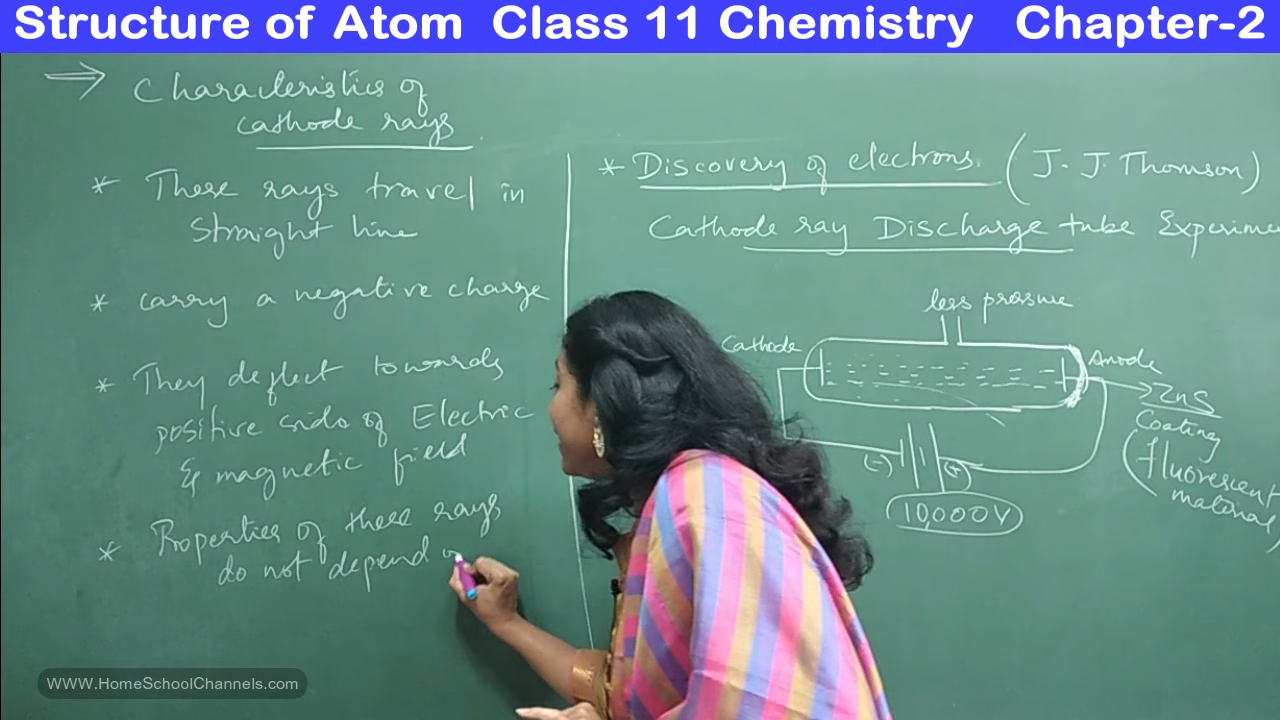 Structure of Atom Class 11 Chemistry Chapter-2
⇒ Characteristics of
cathode rays
* These rays travel in
straight line
* carry a negative charge
* They deflect towards
positive side of Electric
& magnetic field
* Properties of these rays
do not depend o
* Discovery of electrons. (J. J. Thomson)
Cathode ray Discharge tube Experime
less pressure
Cathode
Anode
ZnS
Coating
(fluorescent
material)
(-)
(+)
10,000V
WWW.HomeSchoolChannels.com